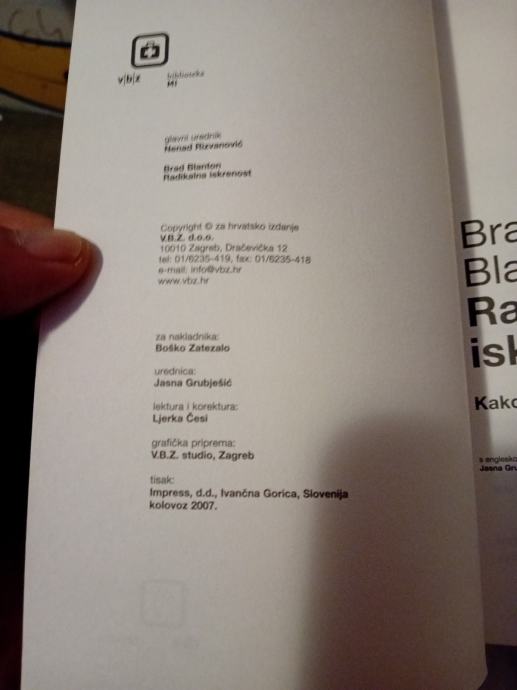 v|b|z
biblioteka
MI
glavni urednik
Nenad Rizvanović
Brad Blanton
Radikalna iskrenost
Copyright © za hrvatsko izdanje
V.B.Z. d.o.o.
10010 Zagreb, Dračevička 12
tel: 01/6235-419, fax: 01/6235-418
e-mail: info@vbz.hr
www.vbz.hr
za nakladnika:
Boško Zatezalo
urednica:
Jasna Grubješić
lektura i korektura:
Ljerka Česi
grafička priprema:
V.B.Z. studio, Zagreb
tisak:
Impress, d.d., Ivančna Gorica, Slovenija
kolovoz 2007.
Bra
Bla
Ra
isk
Kako
s englesko
Jasna Gru